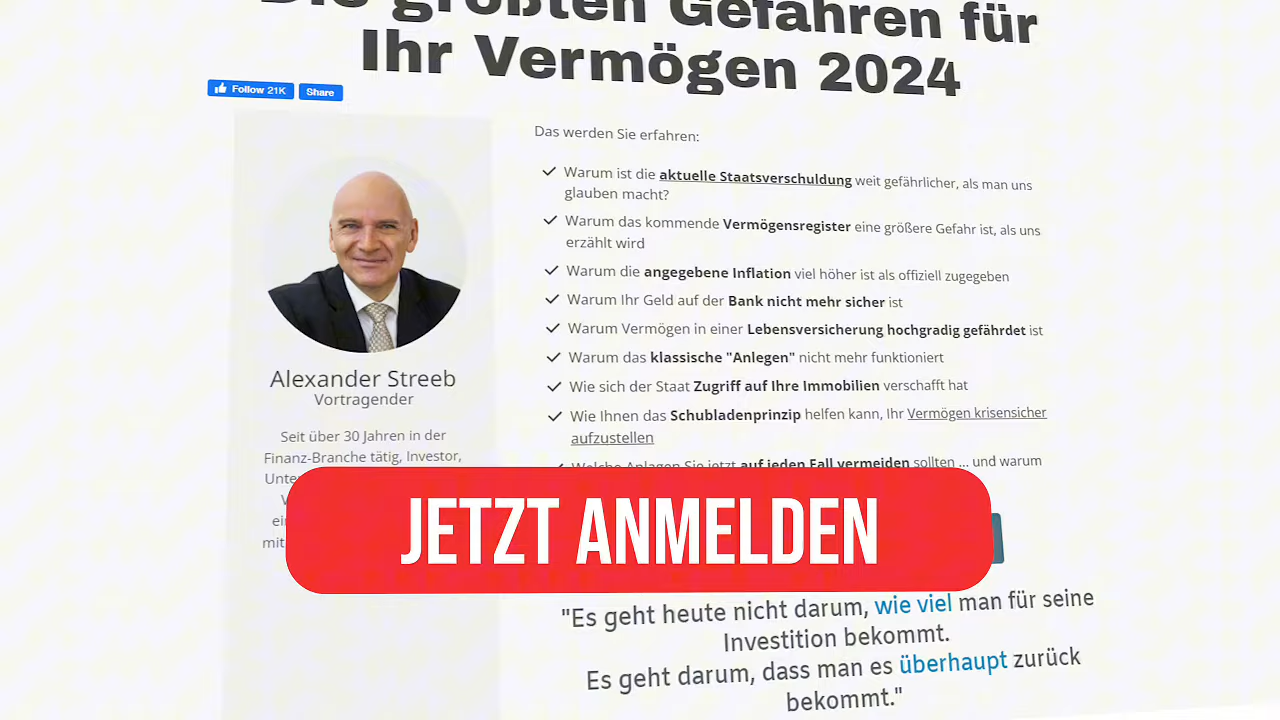 Die größten Gefahren für
Ihr Vermögen 2024
Follow 21K
Share
Alexander Streeb
Vortragender
Seit über 30 Jahren in der
Finanz-Branche tätig, Investor,
Das werden Sie erfahren:
Warum ist die aktuelle Staatsverschuldung weit gefährlicher, als man uns
glauben macht?
Warum das kommende Vermögensregister eine größere Gefahr ist, als uns
erzählt wird
Warum die angegebene Inflation viel höher ist als offiziell zugegeben
Warum Ihr Geld auf der Bank nicht mehr sicher ist
Warum Vermögen in einer Lebensversicherung hochgradig gefährdet ist
Warum das klassische "Anlegen" nicht mehr funktioniert
Wie sich der Staat Zugriff auf Ihre Immobilien verschafft hat
Wie Ihnen das Schubladenprinzip helfen kann, Ihr Vermögen krisensicher
aufzustellen
Welche Anlagen Sie jetzt auf jeden Fall vermeiden sollten ... und warum
JETZT ANMELDEN
"Es geht heute nicht darum, wie viel man für seine
Investition bekommt.
Es geht darum, dass man es überhaupt zurück
bekommt."